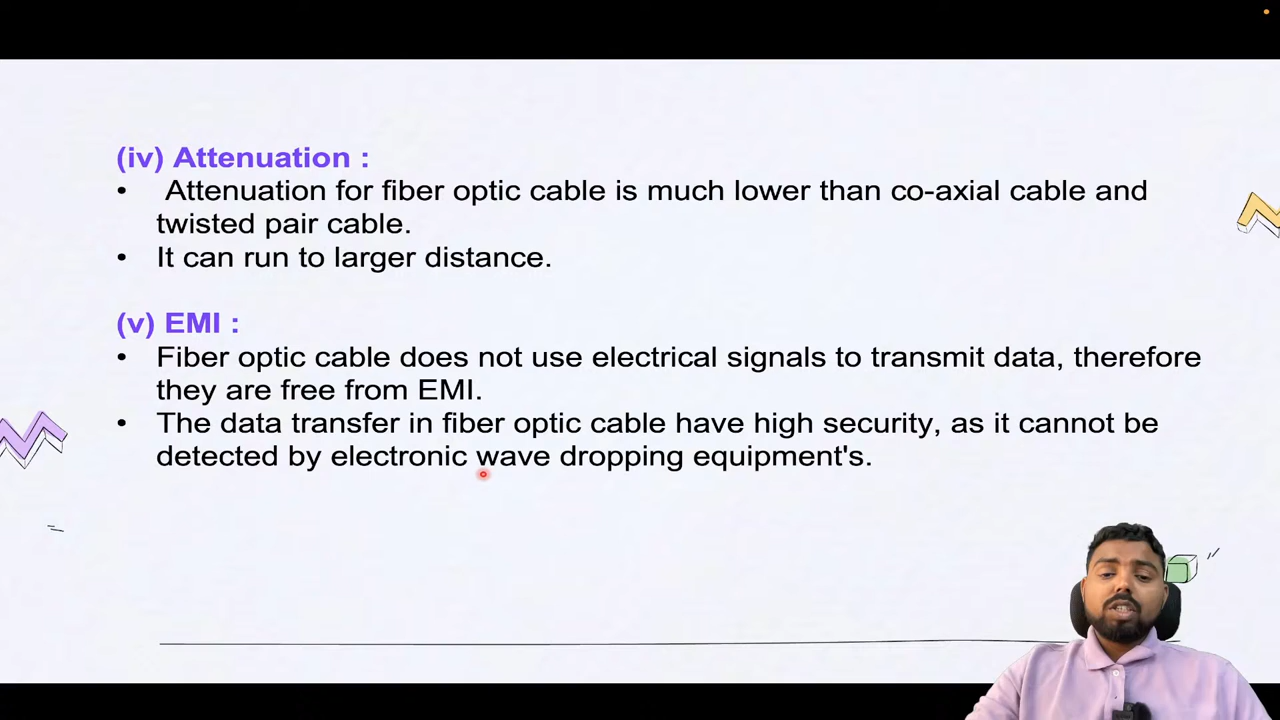 (iv) Attenuation :
• Attenuation for fiber optic cable is much lower than co-axial cable and
twisted pair cable.
• It can run to larger distance.
(v) EMI :
• Fiber optic cable does not use electrical signals to transmit data, therefore
they are free from EMI.
• The data transfer in fiber optic cable have high security, as it cannot be
detected by electronic wave dropping equipment's.